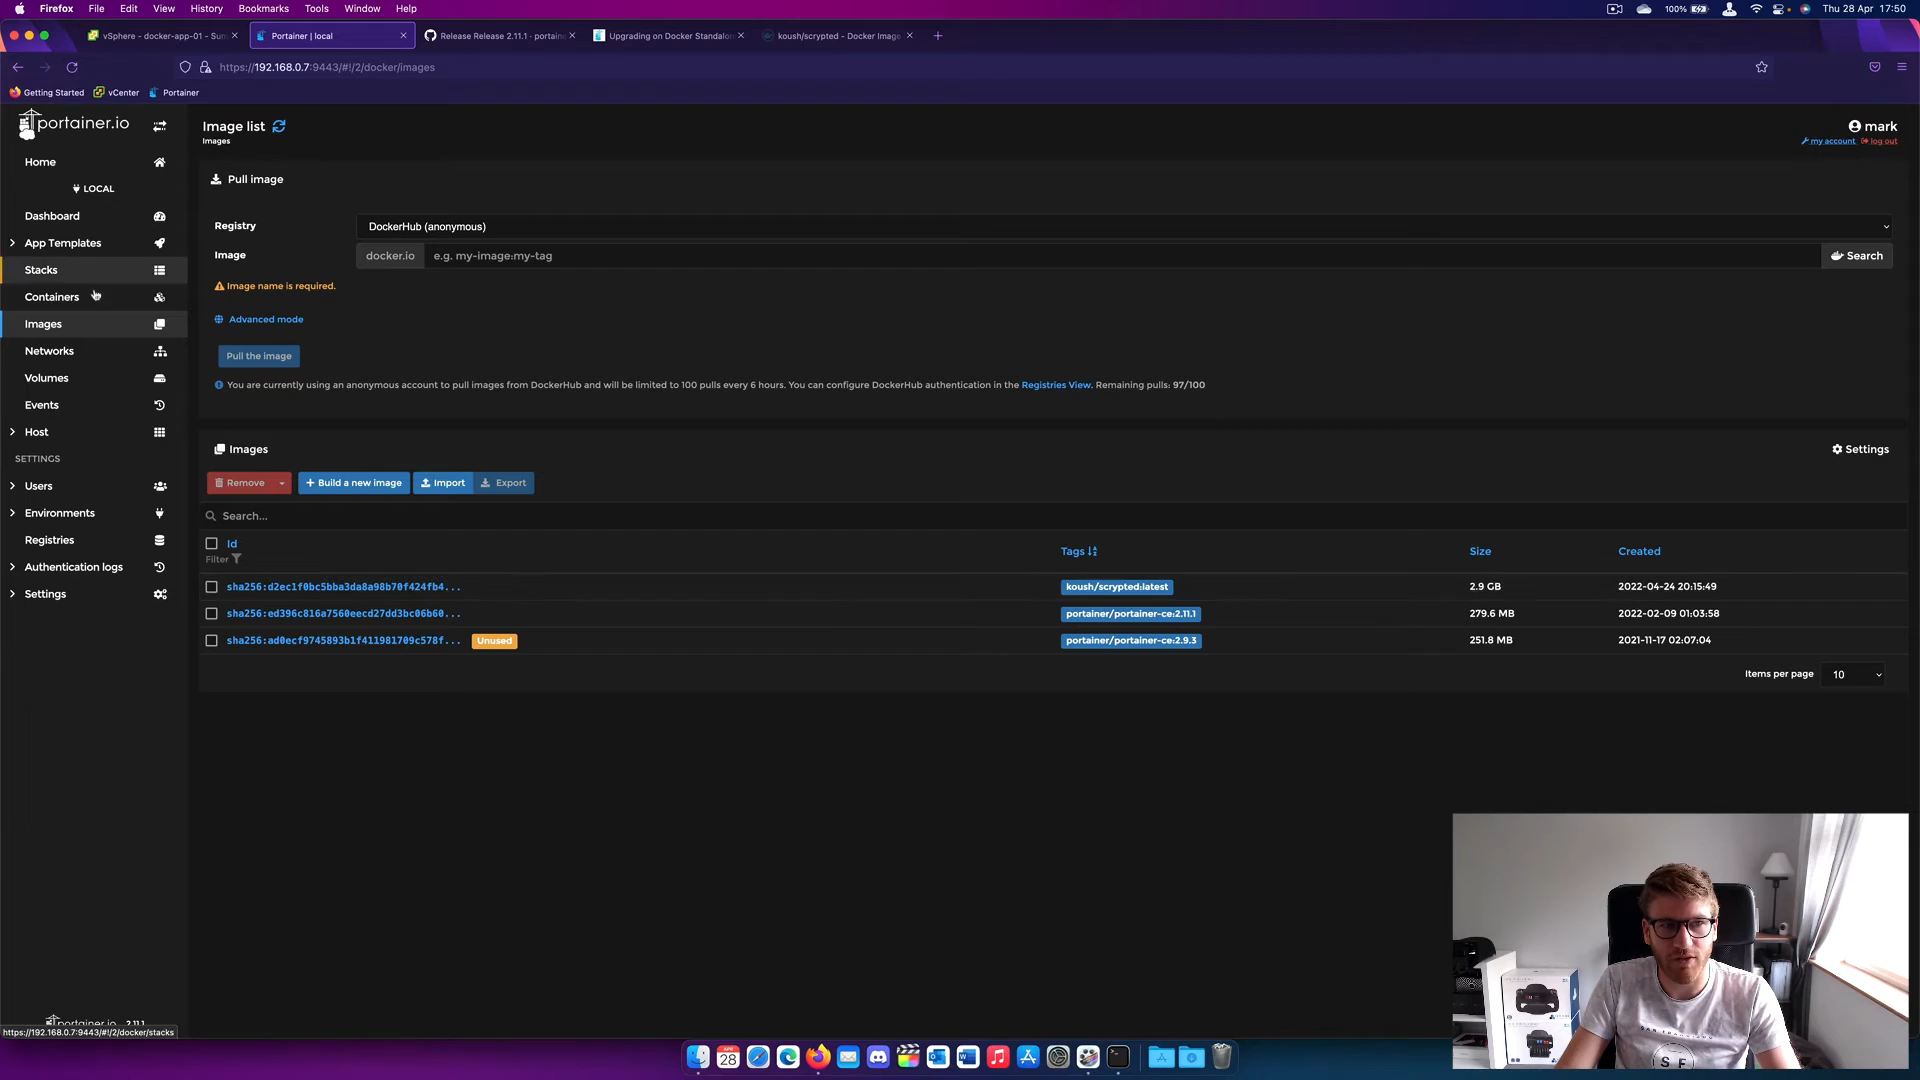 Firefox File Edit View History Bookmarks Tools Window Help 100% Thu 28 Apr 17:50
vSphere - docker-app-01 - Sum Portainer | local Release Release 2.11.1 · portain Upgrading on Docker Standalon koush/scrypted - Docker Image
https://192.168.0.7:9443/#!/2/docker/images
Getting Started vCenter Portainer
portainer.io
Home
LOCAL
Dashboard
App Templates
Stacks
Containers
Images
Networks
Volumes
Events
Host
SETTINGS
Users
Environments
Registries
Authentication logs
Settings
portainer.io 2.11.1
https://192.168.0.7:9443/#!/2/docker/stacks
Image list
Images
mark
my account log out
Pull image
Registry DockerHub (anonymous)
Image docker.io e.g. my-image:my-tag Search
Image name is required.
Advanced mode
Pull the image
You are currently using an anonymous account to pull images from DockerHub and will be limited to 100 pulls every 6 hours. You can configure DockerHub authentication in the Registries View. Remaining pulls: 97/100
Images Settings
Remove Build a new image Import Export
Search...
Id Tags Size Created
Filter
sha256:d2ec1f0bc5bba3da8a98b70f424fb4... koush/scrypted:latest 2.9 GB 2022-04-24 20:15:49
sha256:ed396c816a7560eecd27dd3bc06b60... portainer/portainer-ce:2.11.1 279.6 MB 2022-02-09 01:03:58
sha256:ad0ecf9745893b1f411981709c578f... Unused portainer/portainer-ce:2.9.3 251.8 MB 2021-11-17 02:07:04
Items per page 10
APR
28
SAN FRANCISCO
S F